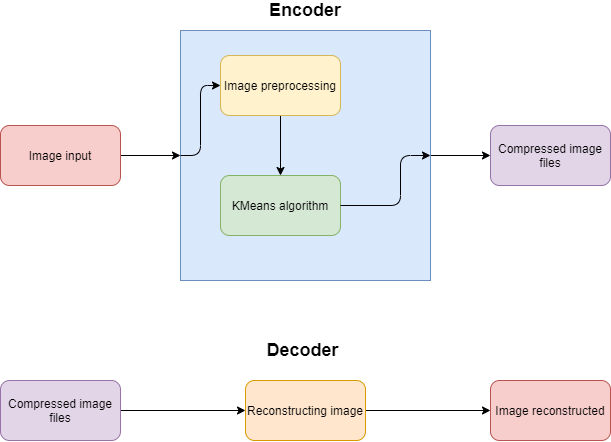 Encoder
Image preprocessing
Image input
Compressed image
files
KMeans algorithm
Decoder
Compressed image
files
Reconstructing image
Image reconstructed